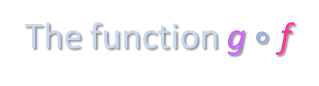 The function g ∘ f